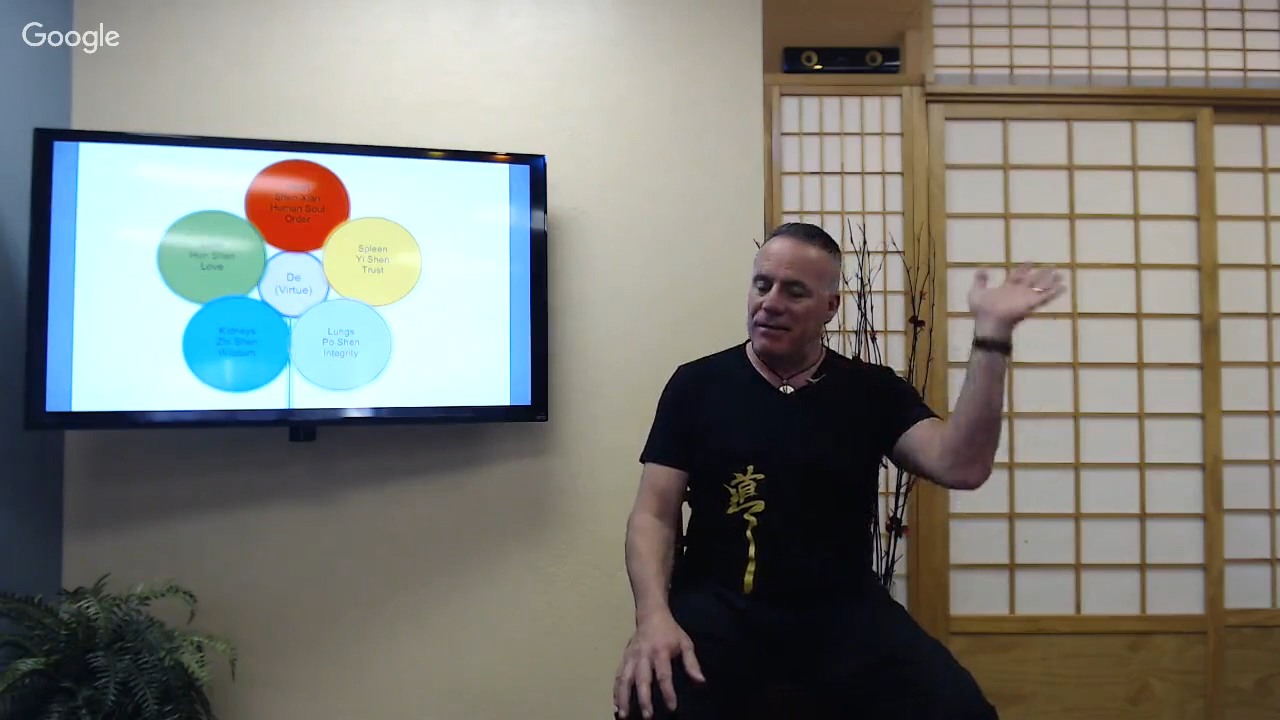 Google
Shen Xian
Human Soul
Order
Hun Shen
Love
Spleen
Yi Shen
Trust
De
(Virtue)
Kidneys
Zhi Shen
Wisdom
Lungs
Po Shen
Integrity
道